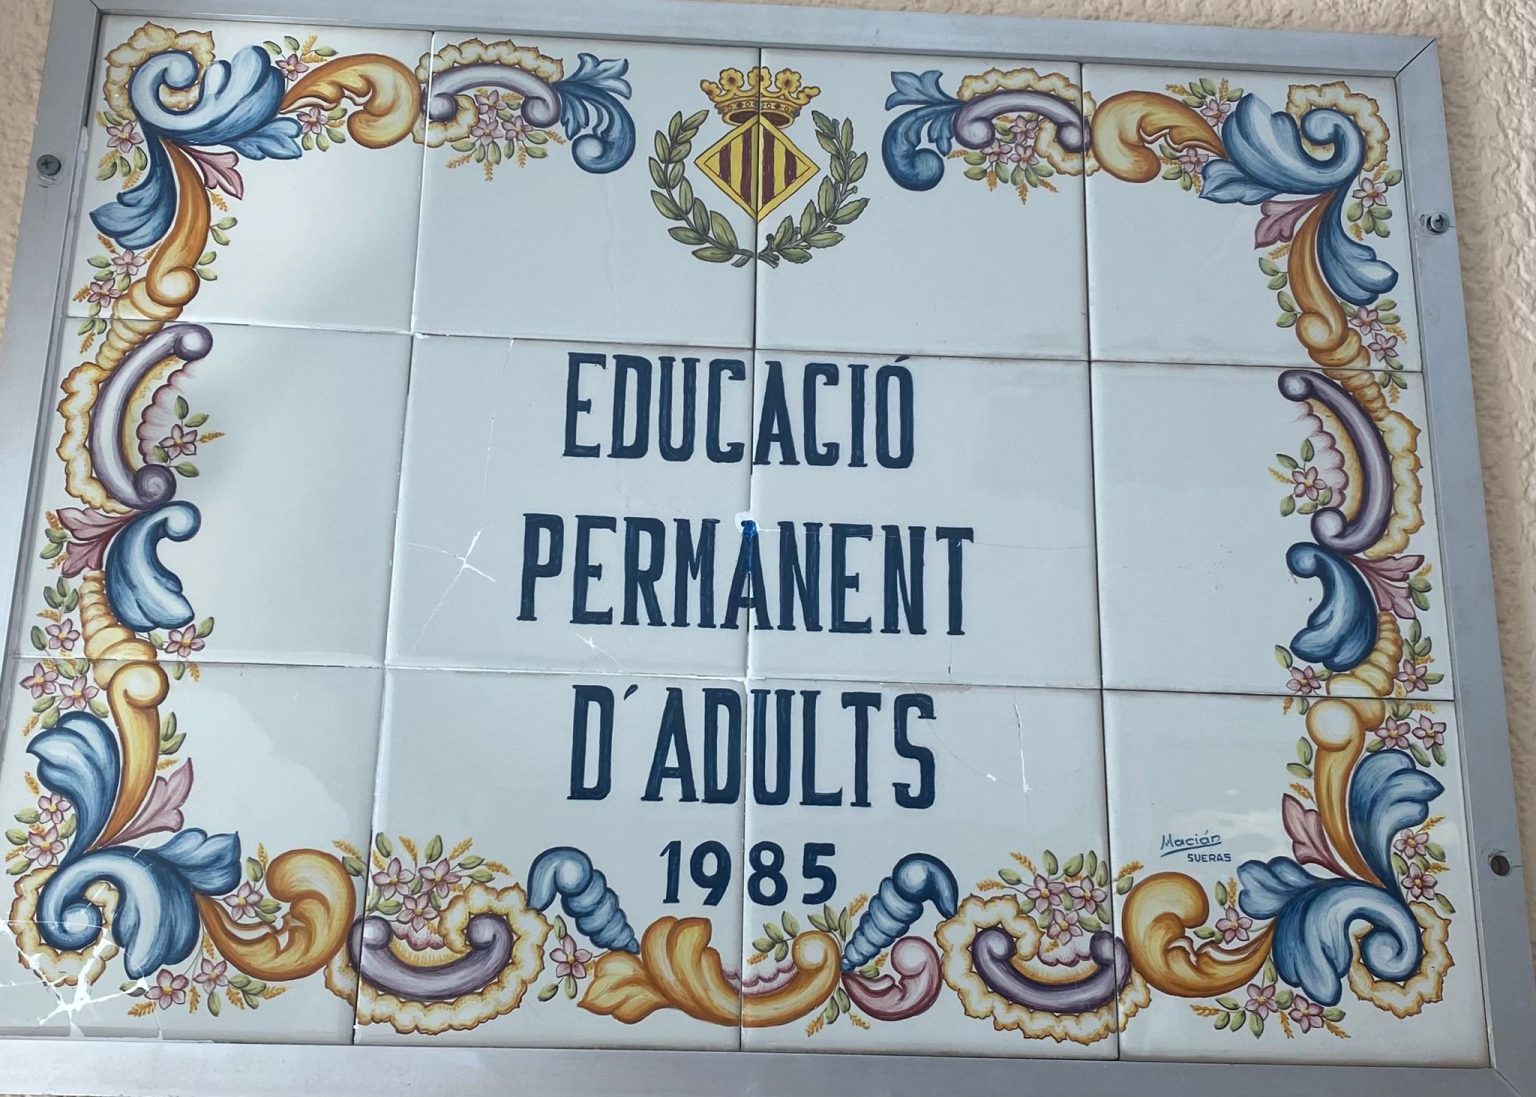 EDUCACIÓ
PERMANENT
D´ADULTS
1985
Macián
SUERAS